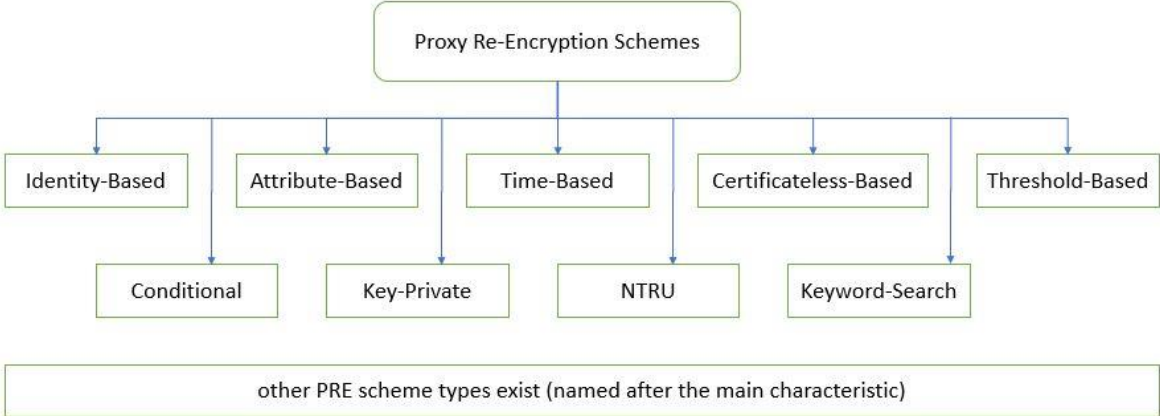 Proxy Re-Encryption Schemes
Identity-Based
Attribute-Based
Time-Based
Certificateless-Based
Threshold-Based
Conditional
Key-Private
NTRU
Keyword-Search
other PRE scheme types exist (named after the main characteristic)